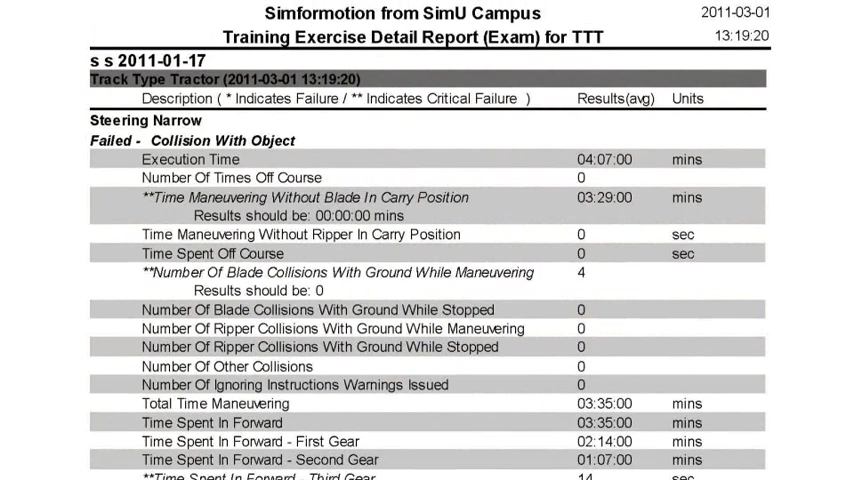 Simformotion from SimU Campus 2011-03-01
Training Exercise Detail Report (Exam) for TTT 13:19:20
s s 2011-01-17
Track Type Tractor (2011-03-01 13:19:20)
Description ( * Indicates Failure / ** Indicates Critical Failure ) Results(avg) Units
Steering Narrow
Failed - Collision With Object
Execution Time 04:07:00 mins
Number Of Times Off Course 0
**Time Maneuvering Without Blade In Carry Position 03:29:00 mins
Results should be: 00:00:00 mins
Time Maneuvering Without Ripper In Carry Position 0 sec
Time Spent Off Course 0 sec
**Number Of Blade Collisions With Ground While Maneuvering 4
Results should be: 0
Number Of Blade Collisions With Ground While Stopped 0
Number Of Ripper Collisions With Ground While Maneuvering 0
Number Of Ripper Collisions With Ground While Stopped 0
Number Of Other Collisions 0
Number Of Ignoring Instructions Warnings Issued 0
Total Time Maneuvering 03:35:00 mins
Time Spent In Forward 03:35:00 mins
Time Spent In Forward - First Gear 02:14:00 mins
Time Spent In Forward - Second Gear 01:07:00 mins
**Time Spent In Forward - Third Gear 14 sec